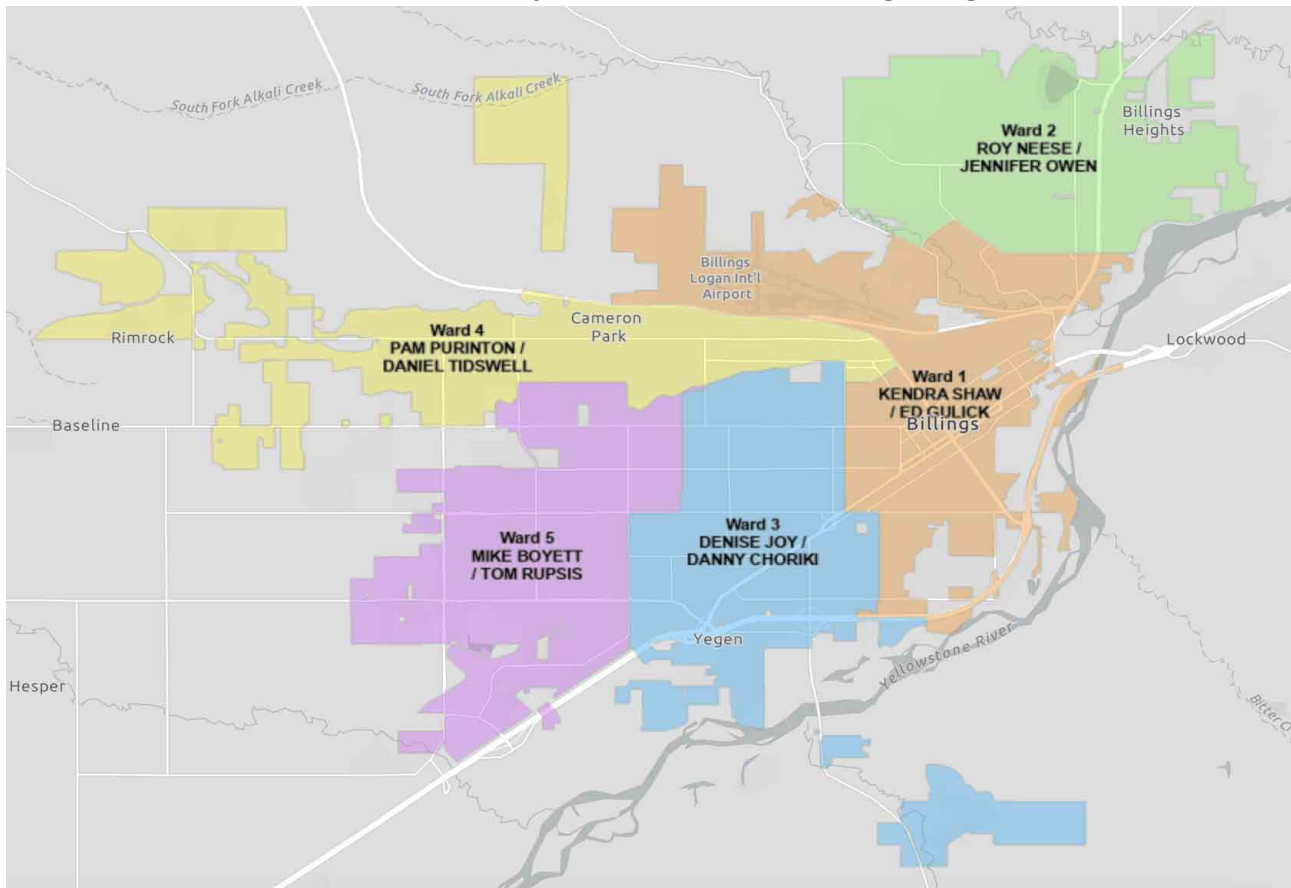 South Fork Alkali Creek
South Fork Alkali Creek
Billings
Heights
Ward 2
ROY NEESE /
JENNIFER OWEN
Billings
Logan Int'l
Airport
Cameron
Park
Rimrock
Ward 4
PAM PURINTON /
DANIEL TIDSWELL
Lockwood
Ward 1
KENDRA SHAW
/ ED GULICK
Billings
Baseline
Ward 5
MIKE BOYETT
/ TOM RUPSIS
Ward 3
DENISE JOY /
DANNY CHORIKI
Yegen
Yellowstone River
Hesper